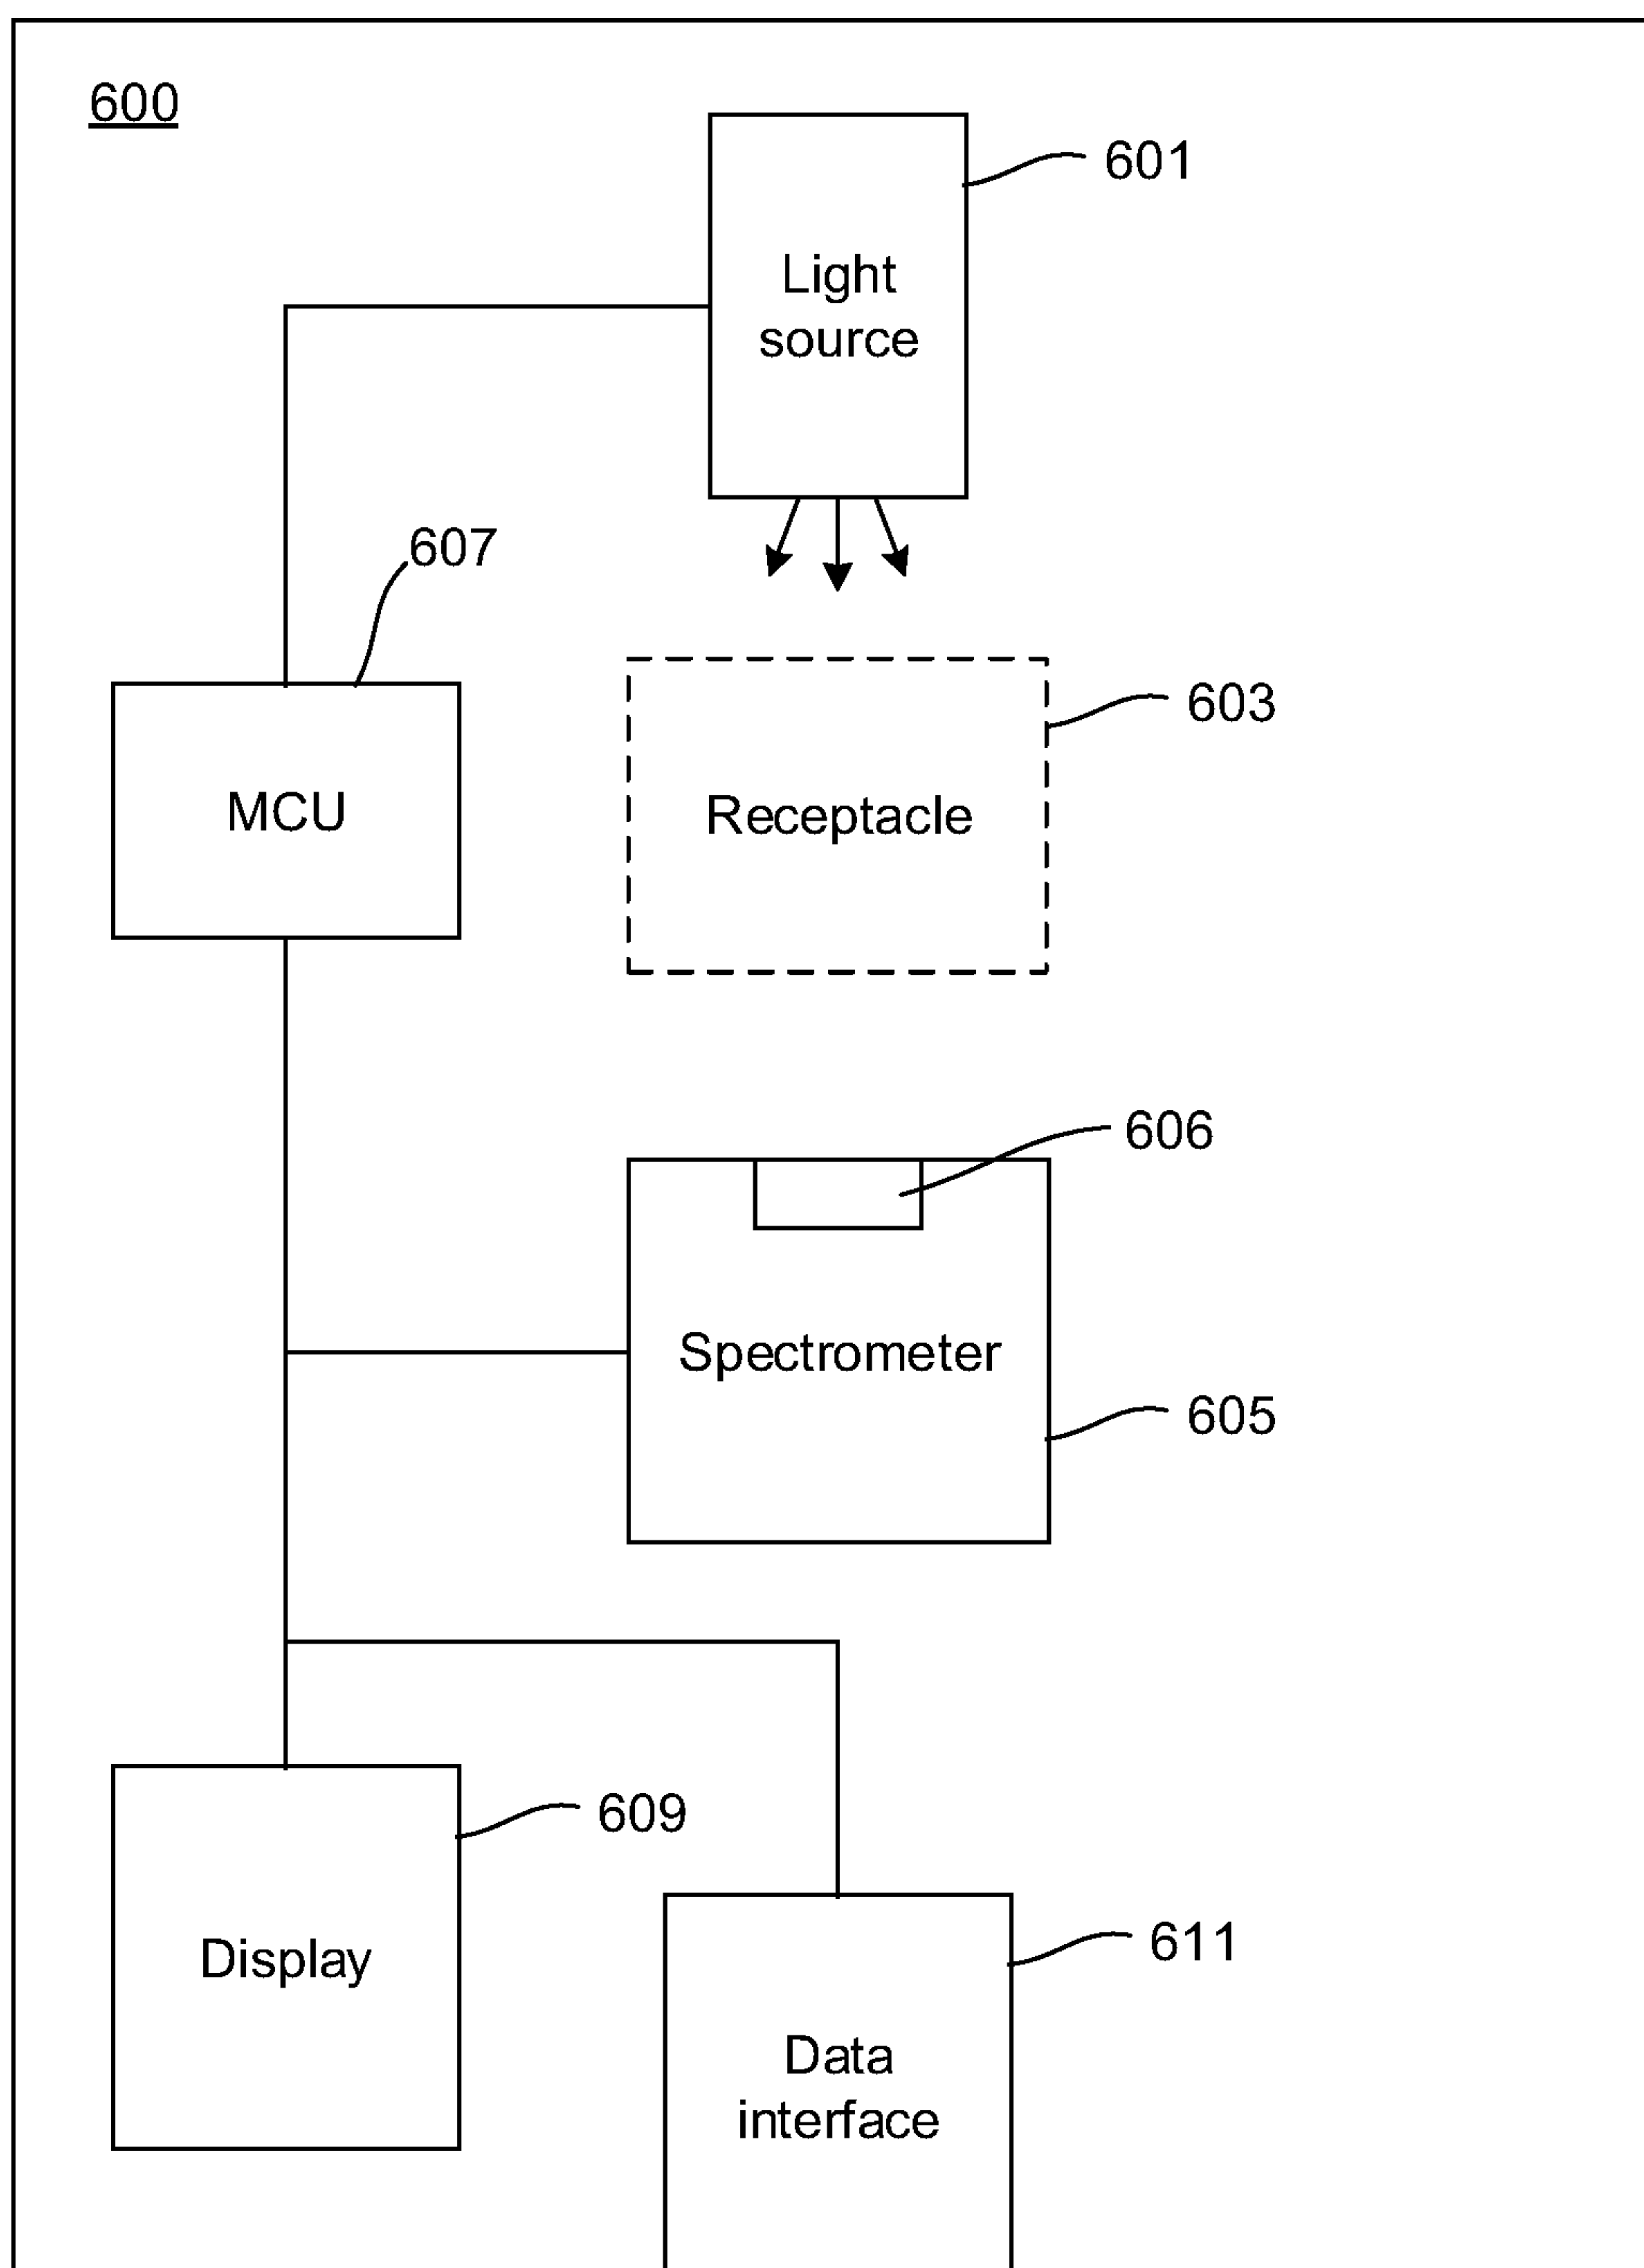 600
601
Light
source
607
603
MCU
Receptacle
606
Spectrometer
605
609
611
Display
Data
interface